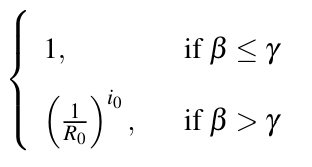 1, if β ≤ γ
(1/R₀)^{i₀}, if β > γ